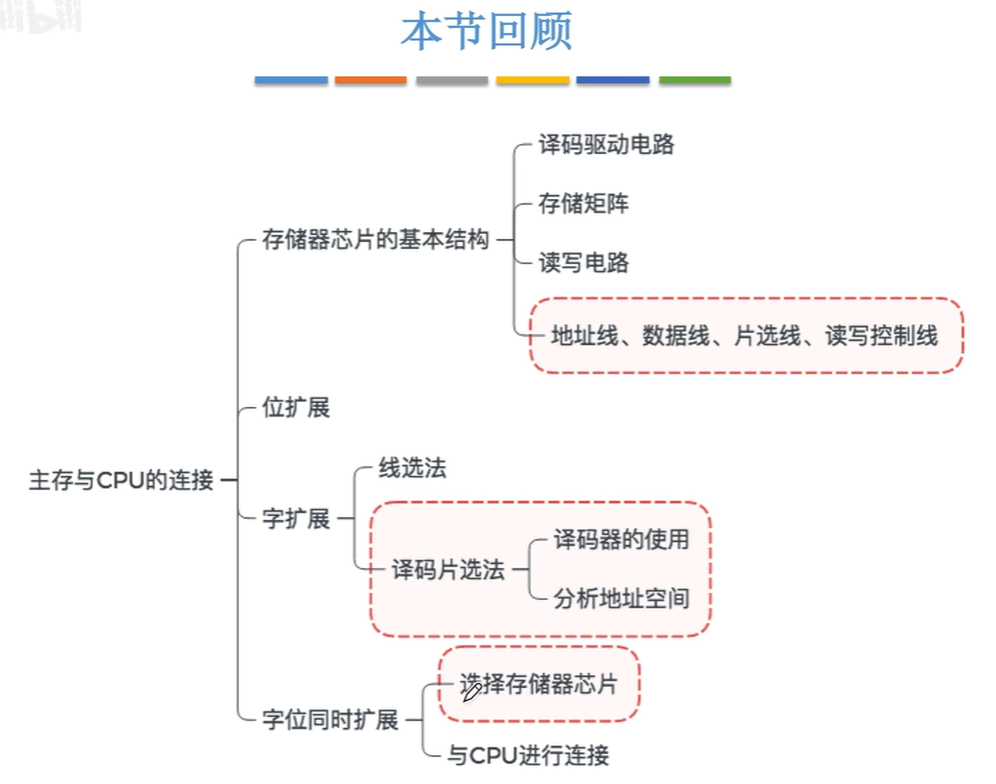 本节回顾
译码驱动电路
存储矩阵
存储器芯片的基本结构
读写电路
地址线、数据线、片选线、读写控制线
位扩展
线选法
主存与CPU的连接
字扩展
译码器的使用
译码片选法
分析地址空间
选择存储器芯片
字位同时扩展
与CPU进行连接